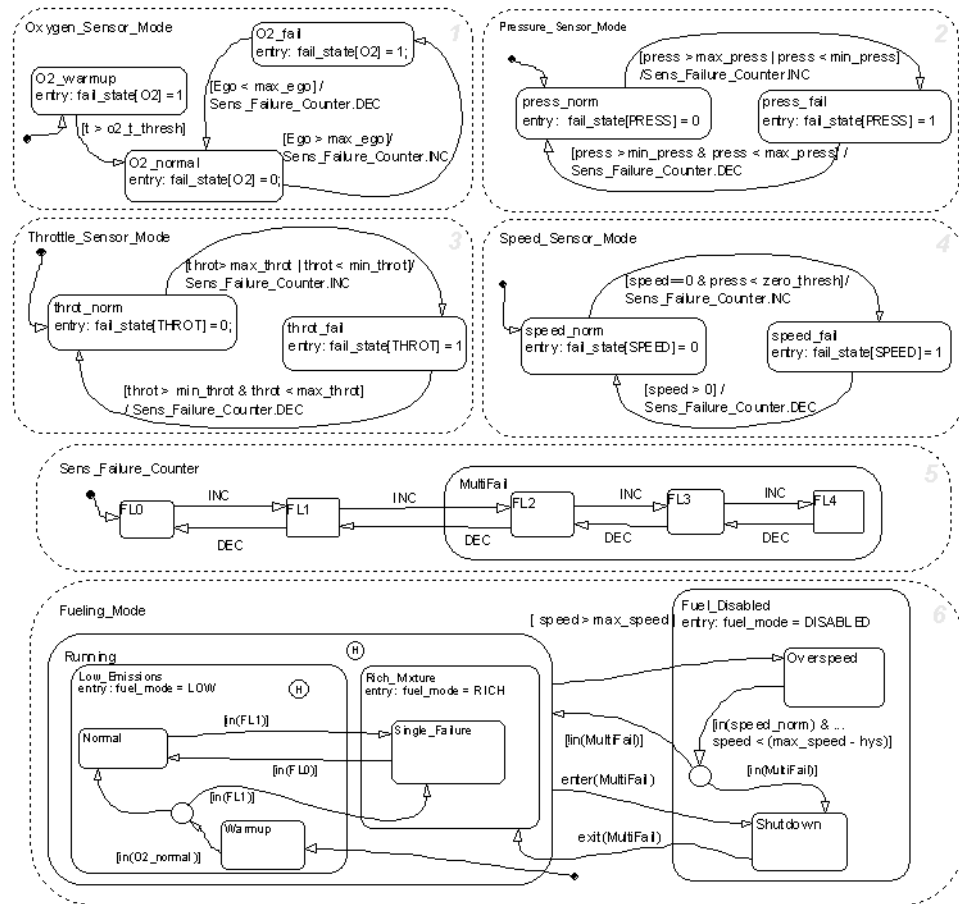 Oxygen_Sensor_Mode
1
O2_fail
entry: fail_state[O2] = 1;
O2_warmup
entry: fail_state[O2] = 1
[Ego < max_ego] /
Sens_Failure_Counter.DEC
[t > o2_t_thresh]
[Ego > max_ego]/
Sens_Failure_Counter.INC
O2_normal
entry: fail_state[O2] = 0;
Pressure_Sensor_Mode
2
[press > max_press | press < min_press]
/Sens_Failure_Counter.INC
press_norm
entry: fail_state[PRESS] = 0
press_fail
entry: fail_state[PRESS] = 1
[press > min_press & press < max_press] /
Sens_Failure_Counter.DEC
Throttle_Sensor_Mode
3
[throt > max_throt | throt < min_throt]/
Sens_Failure_Counter.INC
throt_norm
entry: fail_state[THROT] = 0;
throt_fail
entry: fail_state[THROT] = 1
[throt > min_throt & throt < max_throt]
/ Sens_Failure_Counter.DEC
Speed_Sensor_Mode
4
[speed==0 & press < zero_thresh]/
Sens_Failure_Counter.INC
speed_norm
entry: fail_state[SPEED] = 0
speed_fail
entry: fail_state[SPEED] = 1
[speed > 0] /
Sens_Failure_Counter.DEC
Sens_Failure_Counter
5
MultiFail
FL0
INC
DEC
FL1
INC
DEC
FL2
INC
DEC
FL3
INC
DEC
FL4
Fueling_Mode
6
[ speed > max_speed ]
Fuel_Disabled
entry: fuel_mode = DISABLED
Running
H
Low_Emissions
entry: fuel_mode = LOW
H
Rich_Mixture
entry: fuel_mode = RICH
Overspeed
Normal
[in(FL1)]
Single_Failure
[in(FL0)]
[in(speed_norm) & ...
speed < (max_speed - hys)]
[!in(MultiFail)]
[in(MultiFail)]
[in(FL1)]
enter(MultiFail)
Warmup
[in(O2_normal)]
exit(MultiFail)
Shutdown